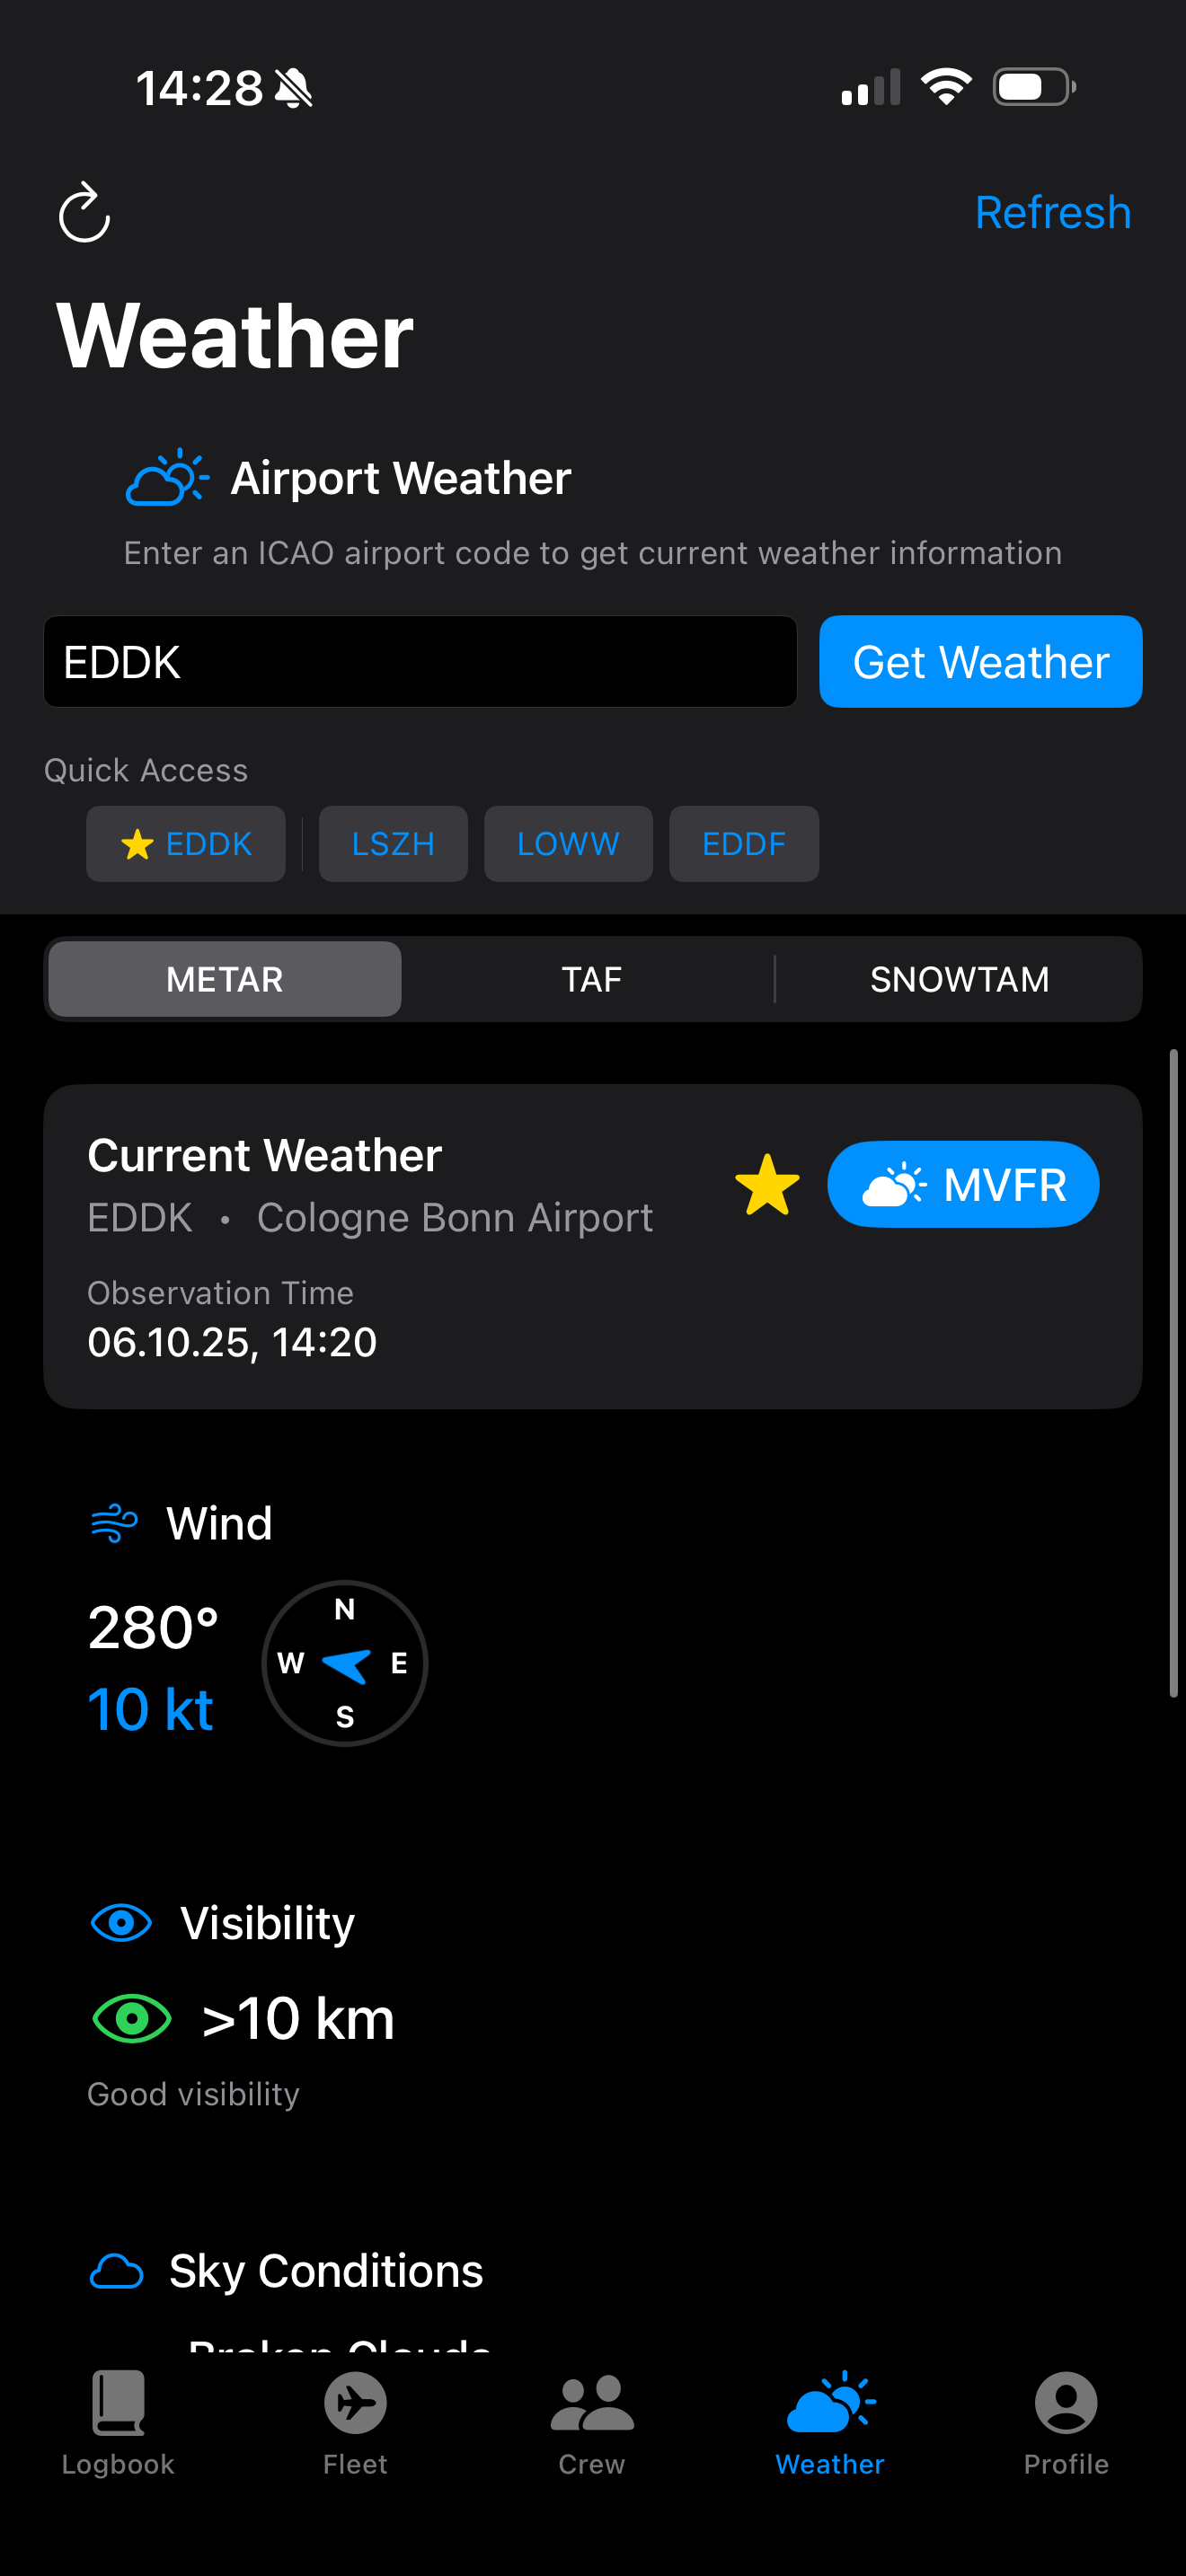 14:28
Refresh
Weather
Airport Weather
Enter an ICAO airport code to get current weather information
EDDK
Get Weather
Quick Access
EDDK LSZH LOWW EDDF
METAR TAF SNOWTAM
Current Weather
MVFR
EDDK • Cologne Bonn Airport
Observation Time
06.10.25, 14:20
Wind
280°
10 kt
N
W E
S
Visibility
>10 km
Good visibility
Sky Conditions
Broken Clouds
Logbook Fleet Crew Weather Profile